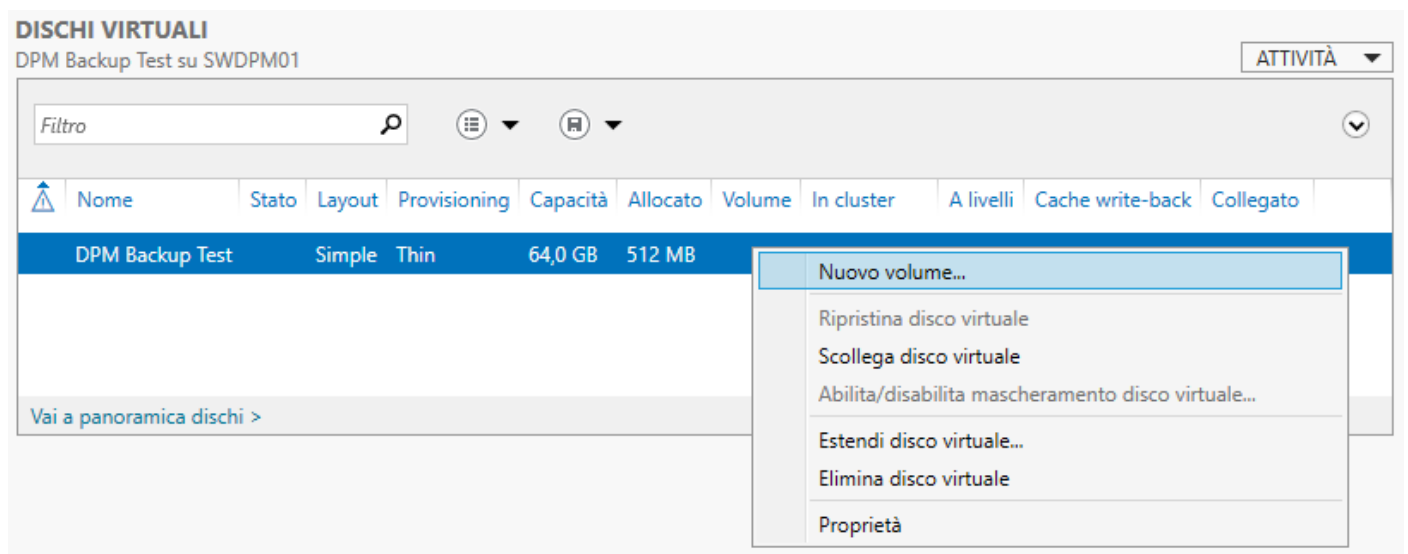 DISCHI VIRTUALI
DPM Backup Test su SWDPM01
ATTIVITÀ
Filtro
Nome Stato Layout Provisioning Capacità Allocato Volume In cluster A livelli Cache write-back Collegato
DPM Backup Test Simple Thin 64,0 GB 512 MB
Nuovo volume...
Ripristina disco virtuale
Scollega disco virtuale
Abilita/disabilita mascheramento disco virtuale...
Estendi disco virtuale...
Elimina disco virtuale
Proprietà
Vai a panoramica dischi >